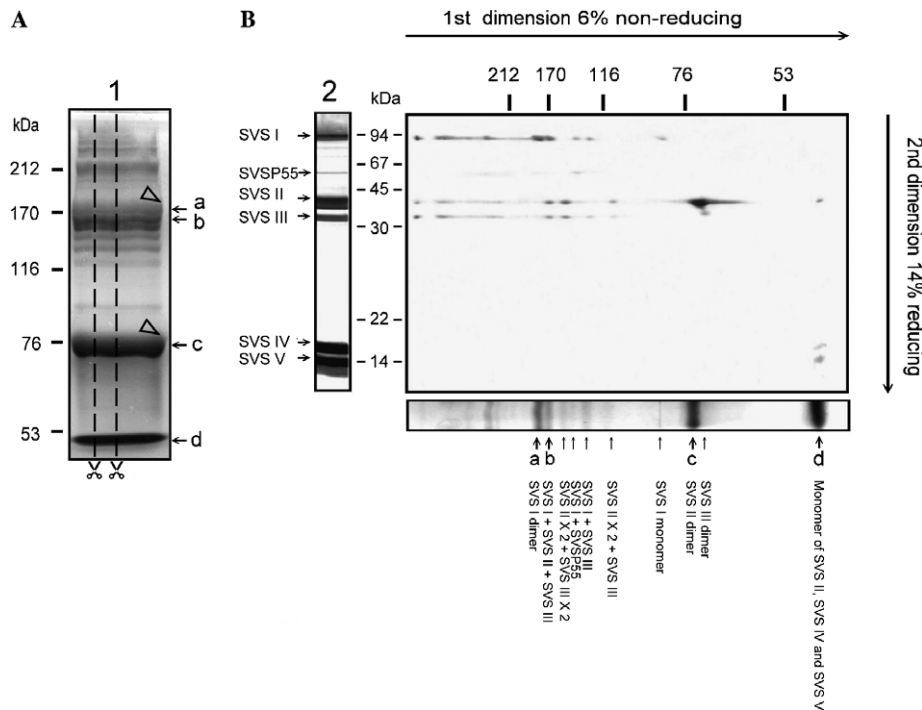 A
1
kDa
212
170
116
76
53
a
b
c
d
B
1st dimension 6% non-reducing
212 170 116 76 53
2
kDa
SVS I
SVSP55
SVS II
SVS III
SVS IV
SVS V
94
67
45
30
22
14
2nd dimension 14% reducing
a b c d
SVS I dimer
SVS I + SVS II + SVS III
SVS II X 2 + SVS III X 2
SVS I + SVSP55
SVS I + SVS III
SVS II X 2 + SVS III
SVS I monomer
SVS II dimer
SVS III dimer
Monomer of SVS II, SVS IV and SVS V